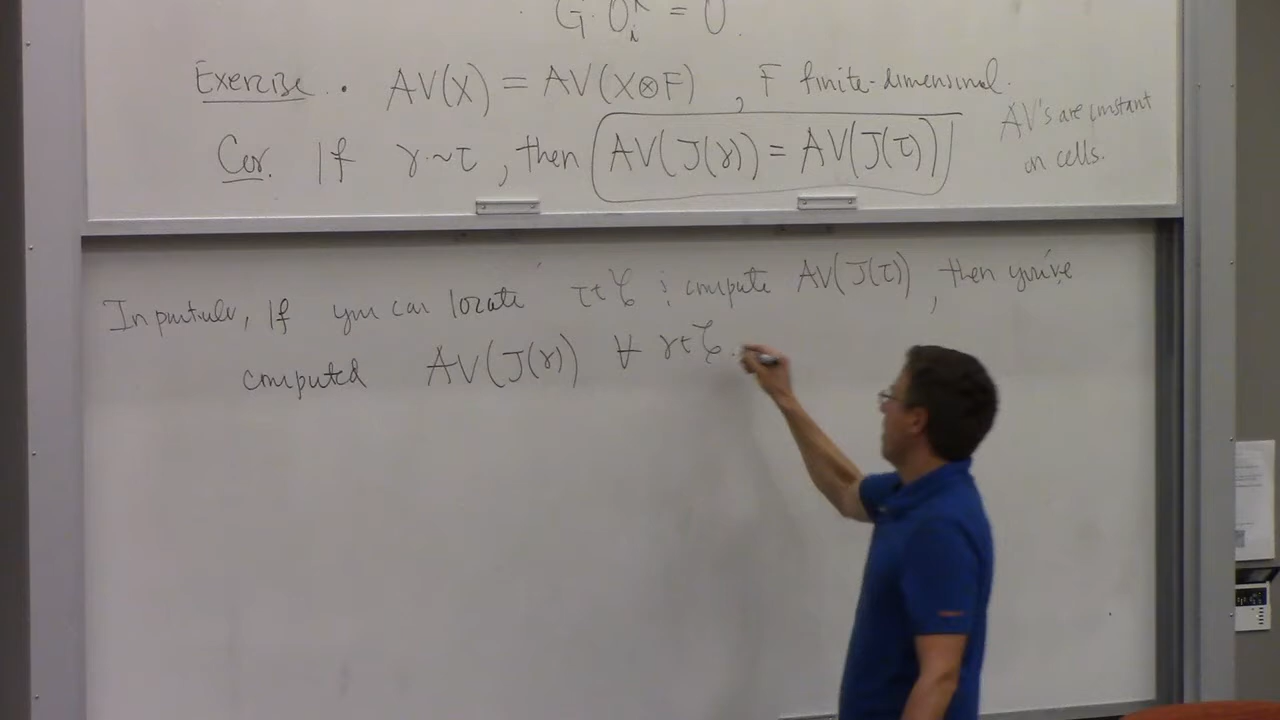 G · O_i^K = O.
Exercise. • AV(X) = AV(X⊗F), F finite-dimensional.
Cor. If γ ~ τ, then AV(J(γ)) = AV(J(τ))
AV's are constant
on cells.
In particular, If you can locate τ ∈ 𝒞 & compute AV(J(τ)), then you've
computed AV(J(γ)) ∀ γ ∈ 𝒞.